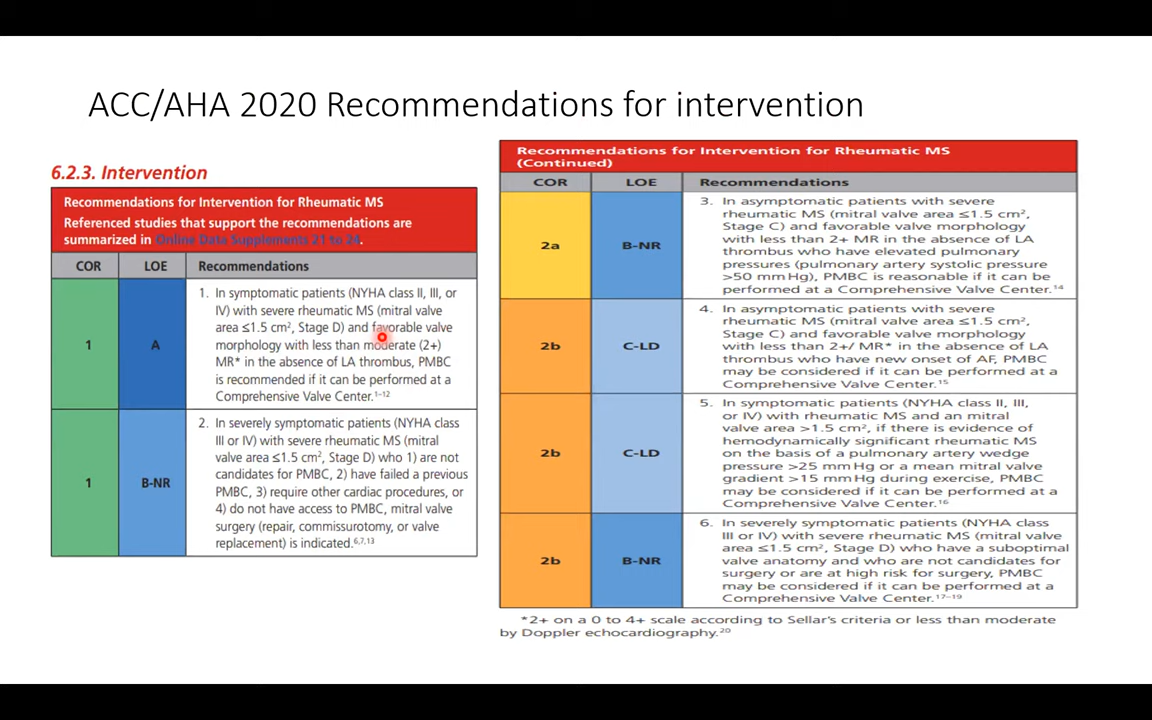 ACC/AHA 2020 Recommendations for intervention
6.2.3. Intervention
Recommendations for Intervention for Rheumatic MS
Referenced studies that support the recommendations are
summarized in Online Data Supplements 21 to 24.
COR LOE Recommendations
1 A
1. In symptomatic patients (NYHA class II, III, or
IV) with severe rheumatic MS (mitral valve
area ≤1.5 cm², Stage D) and favorable valve
morphology with less than moderate (2+)
MR* in the absence of LA thrombus, PMBC
is recommended if it can be performed at a
Comprehensive Valve Center.1–12
1 B-NR
2. In severely symptomatic patients (NYHA class
III or IV) with severe rheumatic MS (mitral
valve area ≤1.5 cm², Stage D) who 1) are not
candidates for PMBC, 2) have failed a previous
PMBC, 3) require other cardiac procedures, or
4) do not have access to PMBC, mitral valve
surgery (repair, commissurotomy, or valve
replacement) is indicated.6,7,13
Recommendations for Intervention for Rheumatic MS
(Continued)
COR LOE Recommendations
2a B-NR
3. In asymptomatic patients with severe
rheumatic MS (mitral valve area ≤1.5 cm²,
Stage C) and favorable valve morphology
with less than 2+ MR in the absence of LA
thrombus who have elevated pulmonary
pressures (pulmonary artery systolic pressure
>50 mm Hg), PMBC is reasonable if it can be
performed at a Comprehensive Valve Center.14
2b C-LD
4. In asymptomatic patients with severe
rheumatic MS (mitral valve area ≤1.5 cm²,
Stage C) and favorable valve morphology
with less than 2+/ MR* in the absence of LA
thrombus who have new onset of AF, PMBC
may be considered if it can be performed at a
Comprehensive Valve Center.15
2b C-LD
5. In symptomatic patients (NYHA class II, III,
or IV) with rheumatic MS and an mitral
valve area >1.5 cm², if there is evidence of
hemodynamically significant rheumatic MS
on the basis of a pulmonary artery wedge
pressure >25 mm Hg or a mean mitral valve
gradient >15 mm Hg during exercise, PMBC
may be considered if it can be performed at a
Comprehensive Valve Center.16
2b B-NR
6. In severely symptomatic patients (NYHA class
III or IV) with severe rheumatic MS (mitral valve
area ≤1.5 cm², Stage D) who have a suboptimal
valve anatomy and who are not candidates for
surgery or are at high risk for surgery, PMBC
may be considered if it can be performed at a
Comprehensive Valve Center.17–19
*2+ on a 0 to 4+ scale according to Sellar's criteria or less than moderate
by Doppler echocardiography.20